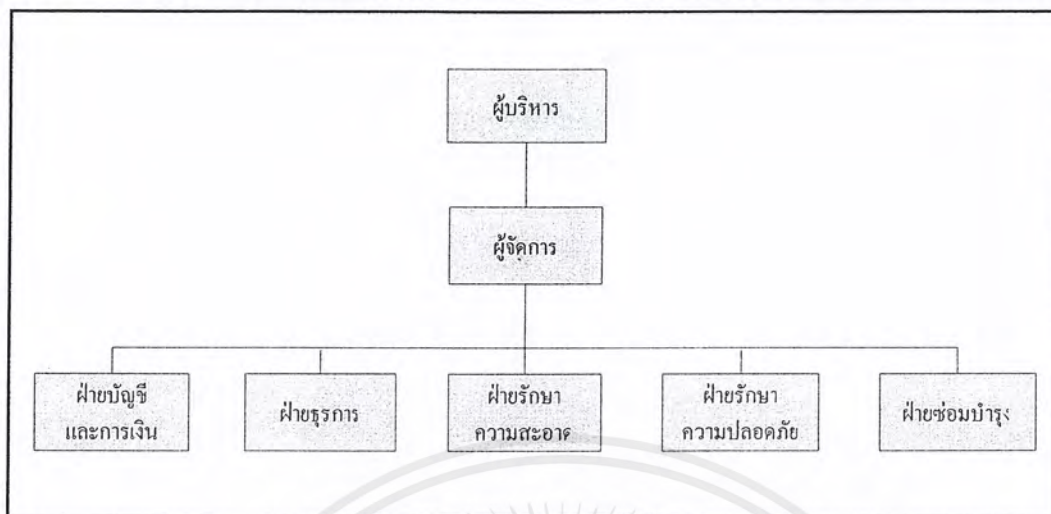 ผู้บริหาร
ผู้จัดการ
ฝ่ายบัญชี
และการเงิน
ฝ่ายธุรการ
ฝ่ายรักษา
ความสะอาด
ฝ่ายรักษา
ความปลอดภัย
ฝ่ายซ่อมบำรุง